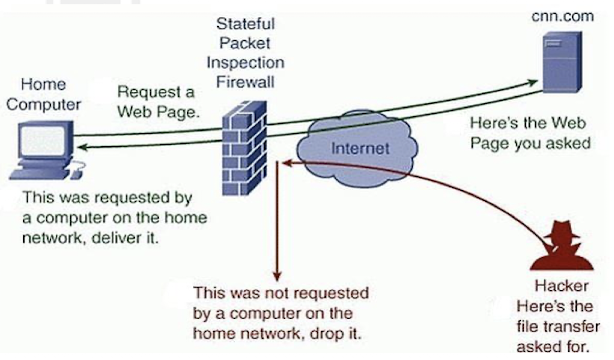 cnn.com
Stateful
Packet
Inspection
Firewall
Home
Computer
Request a
Web Page.
Internet
Here's the Web
Page you asked
This was requested by
a computer on the home
network, deliver it.
This was not requested
by a computer on the
home network, drop it.
Hacker
Here's the
file transfer
asked for.